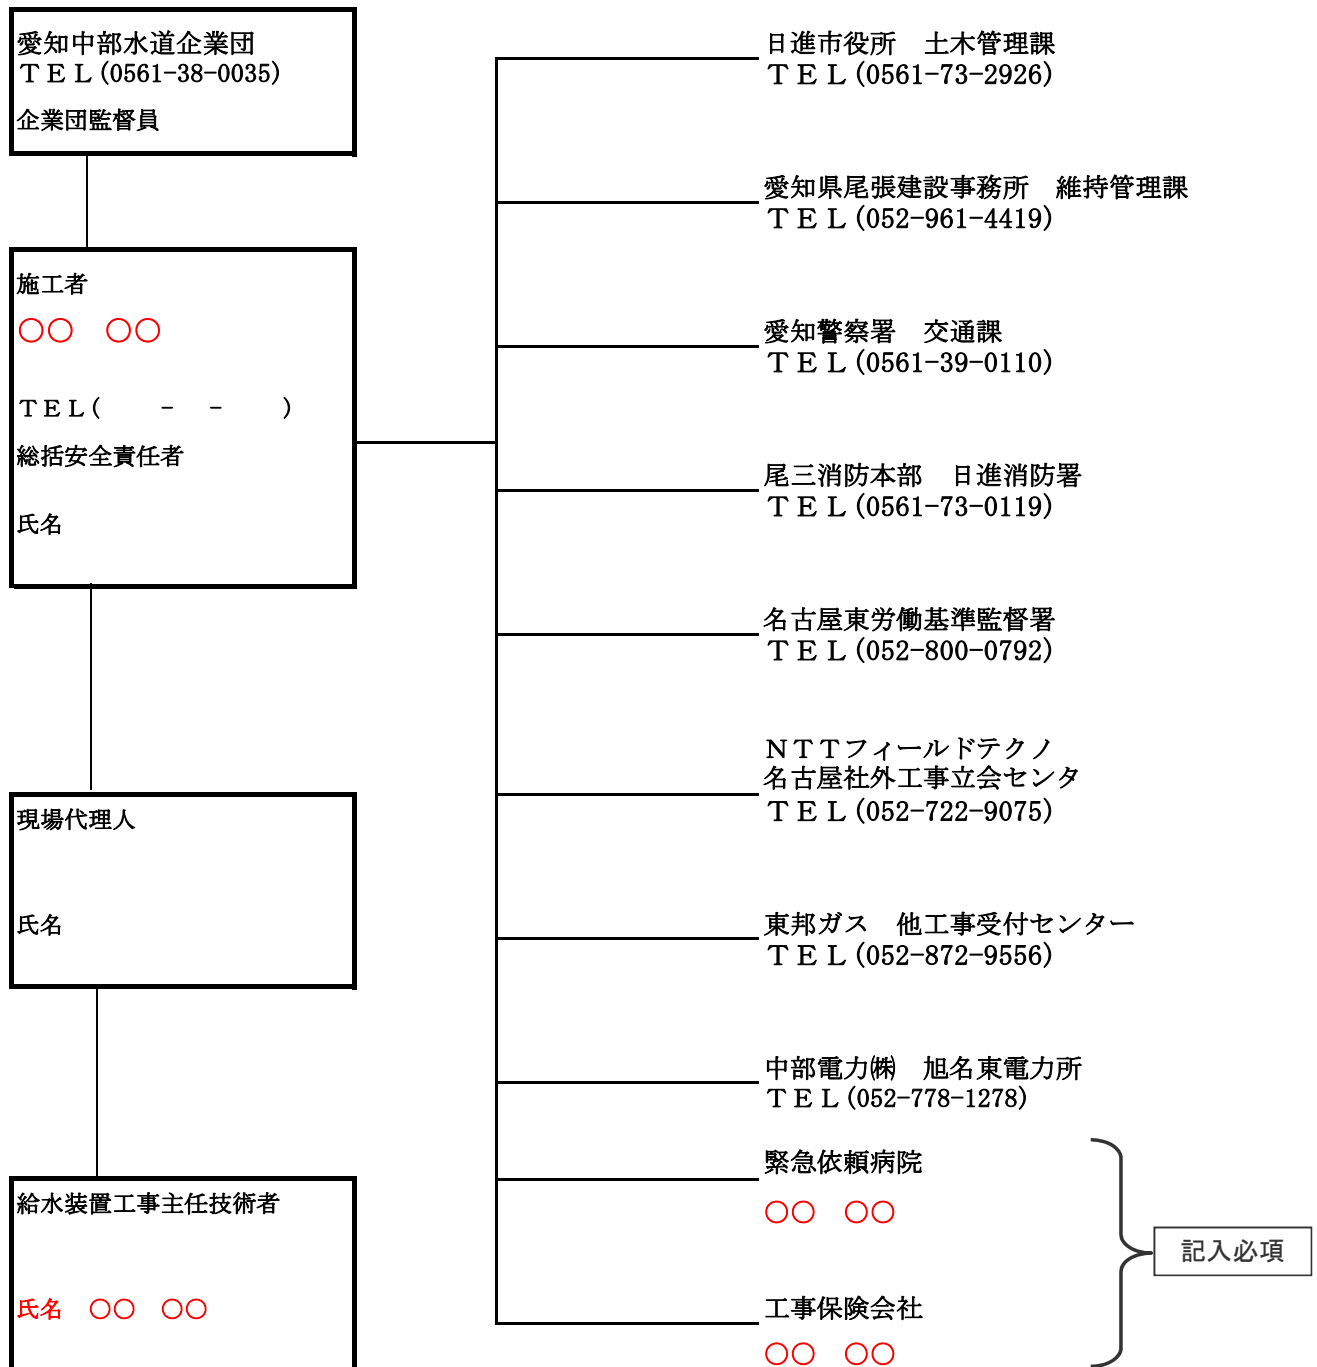 愛知中部水道企業団
ＴＥＬ(0561-38-0035)
企業団監督員
施工者
○○　○○
ＴＥＬ(　　-　-　　)
総括安全責任者
氏名
現場代理人
氏名
給水装置工事主任技術者
氏名　○○　○○
日進市役所　土木管理課
ＴＥＬ(0561-73-2926)
愛知県尾張建設事務所　維持管理課
ＴＥＬ(052-961-4419)
愛知警察署　交通課
ＴＥＬ(0561-39-0110)
尾三消防本部　日進消防署
ＴＥＬ(0561-73-0119)
名古屋東労働基準監督署
ＴＥＬ(052-800-0792)
ＮＴＴフィールドテクノ
名古屋社外工事立会センタ
ＴＥＬ(052-722-9075)
東邦ガス　他工事受付センター
ＴＥＬ(052-872-9556)
中部電力㈱　旭名東電力所
ＴＥＬ(052-778-1278)
緊急依頼病院
○○　○○
工事保険会社
○○　○○
記入必項